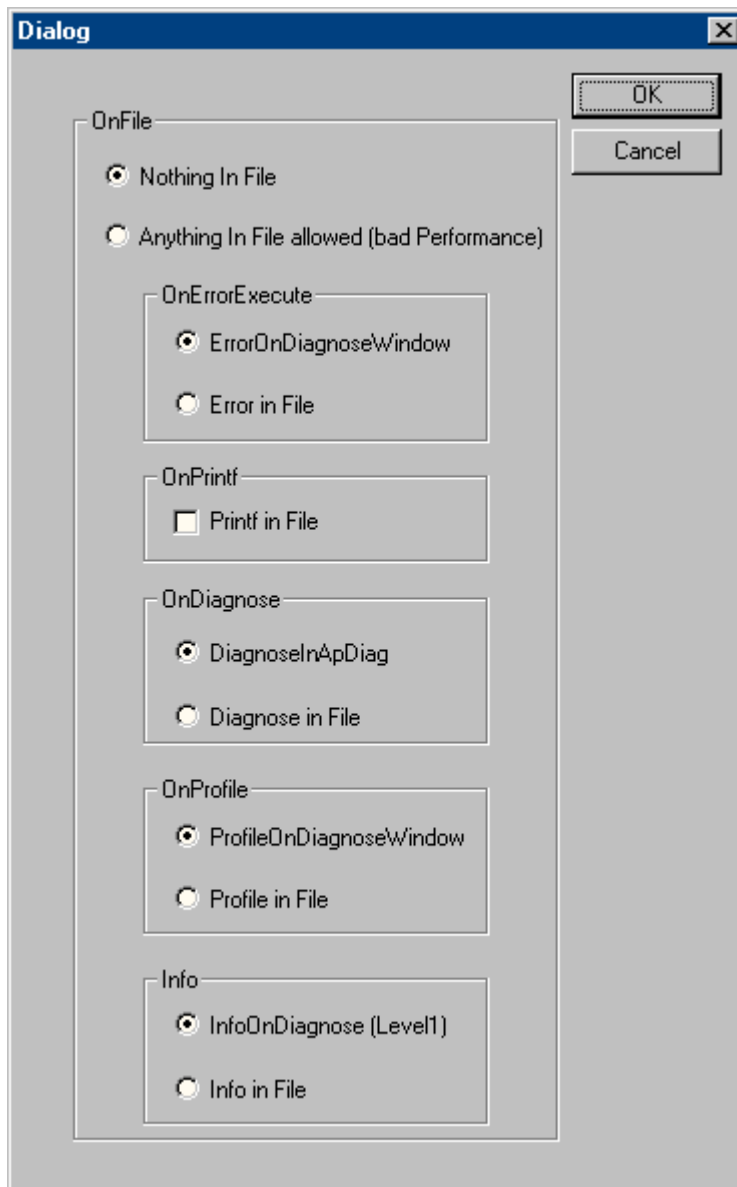 Dialog
OK
Cancel
OnFile
Nothing In File
Anything In File allowed (bad Performance)
OnErrorExecute
ErrorOnDiagnoseWindow
Error in File
OnPrintf
Printf in File
OnDiagnose
DiagnoseInApDiag
Diagnose in File
OnProfile
ProfileOnDiagnoseWindow
Profile in File
Info
InfoOnDiagnose (Level1)
Info in File